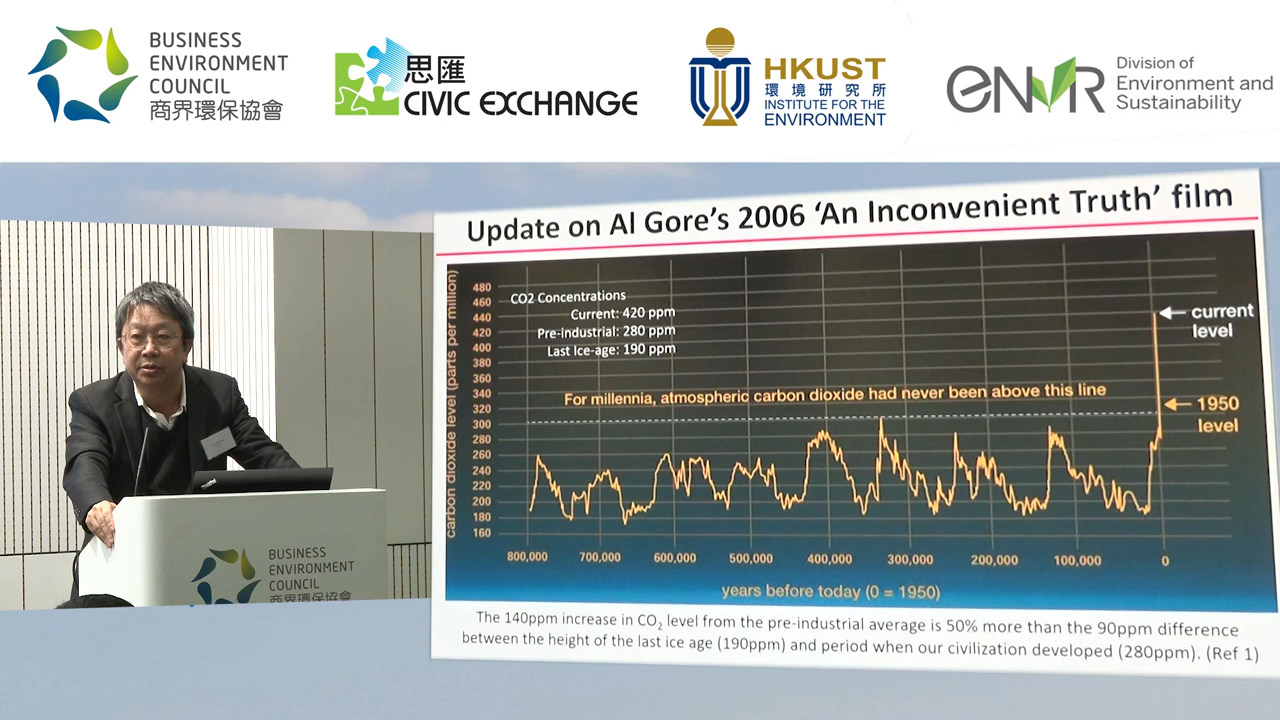 BUSINESS
ENVIRONMENT
COUNCIL
商界環保協會
思匯
CIVIC EXCHANGE
HKUST
環境研究所
INSTITUTE FOR THE
ENVIRONMENT
eNVR
Division of
Environment and
Sustainability
Update on Al Gore's 2006 'An Inconvenient Truth' film
carbon dioxide level (parts per million)
480
460
440
420
400
380
360
340
320
300
280
260
240
220
200
180
160
CO2 Concentrations
Current: 420 ppm
Pre-industrial: 280 ppm
Last Ice-age: 190 ppm
current
level
For millennia, atmospheric carbon dioxide had never been above this line
1950
level
800,000 700,000 600,000 500,000 400,000 300,000 200,000 100,000 0
years before today (0 = 1950)
The 140ppm increase in CO₂ level from the pre-industrial average is 50% more than the 90ppm difference
between the height of the last ice age (190ppm) and period when our civilization developed (280ppm). (Ref 1)
BUSINESS
ENVIRONMENT
COUNCIL
商界環保協會